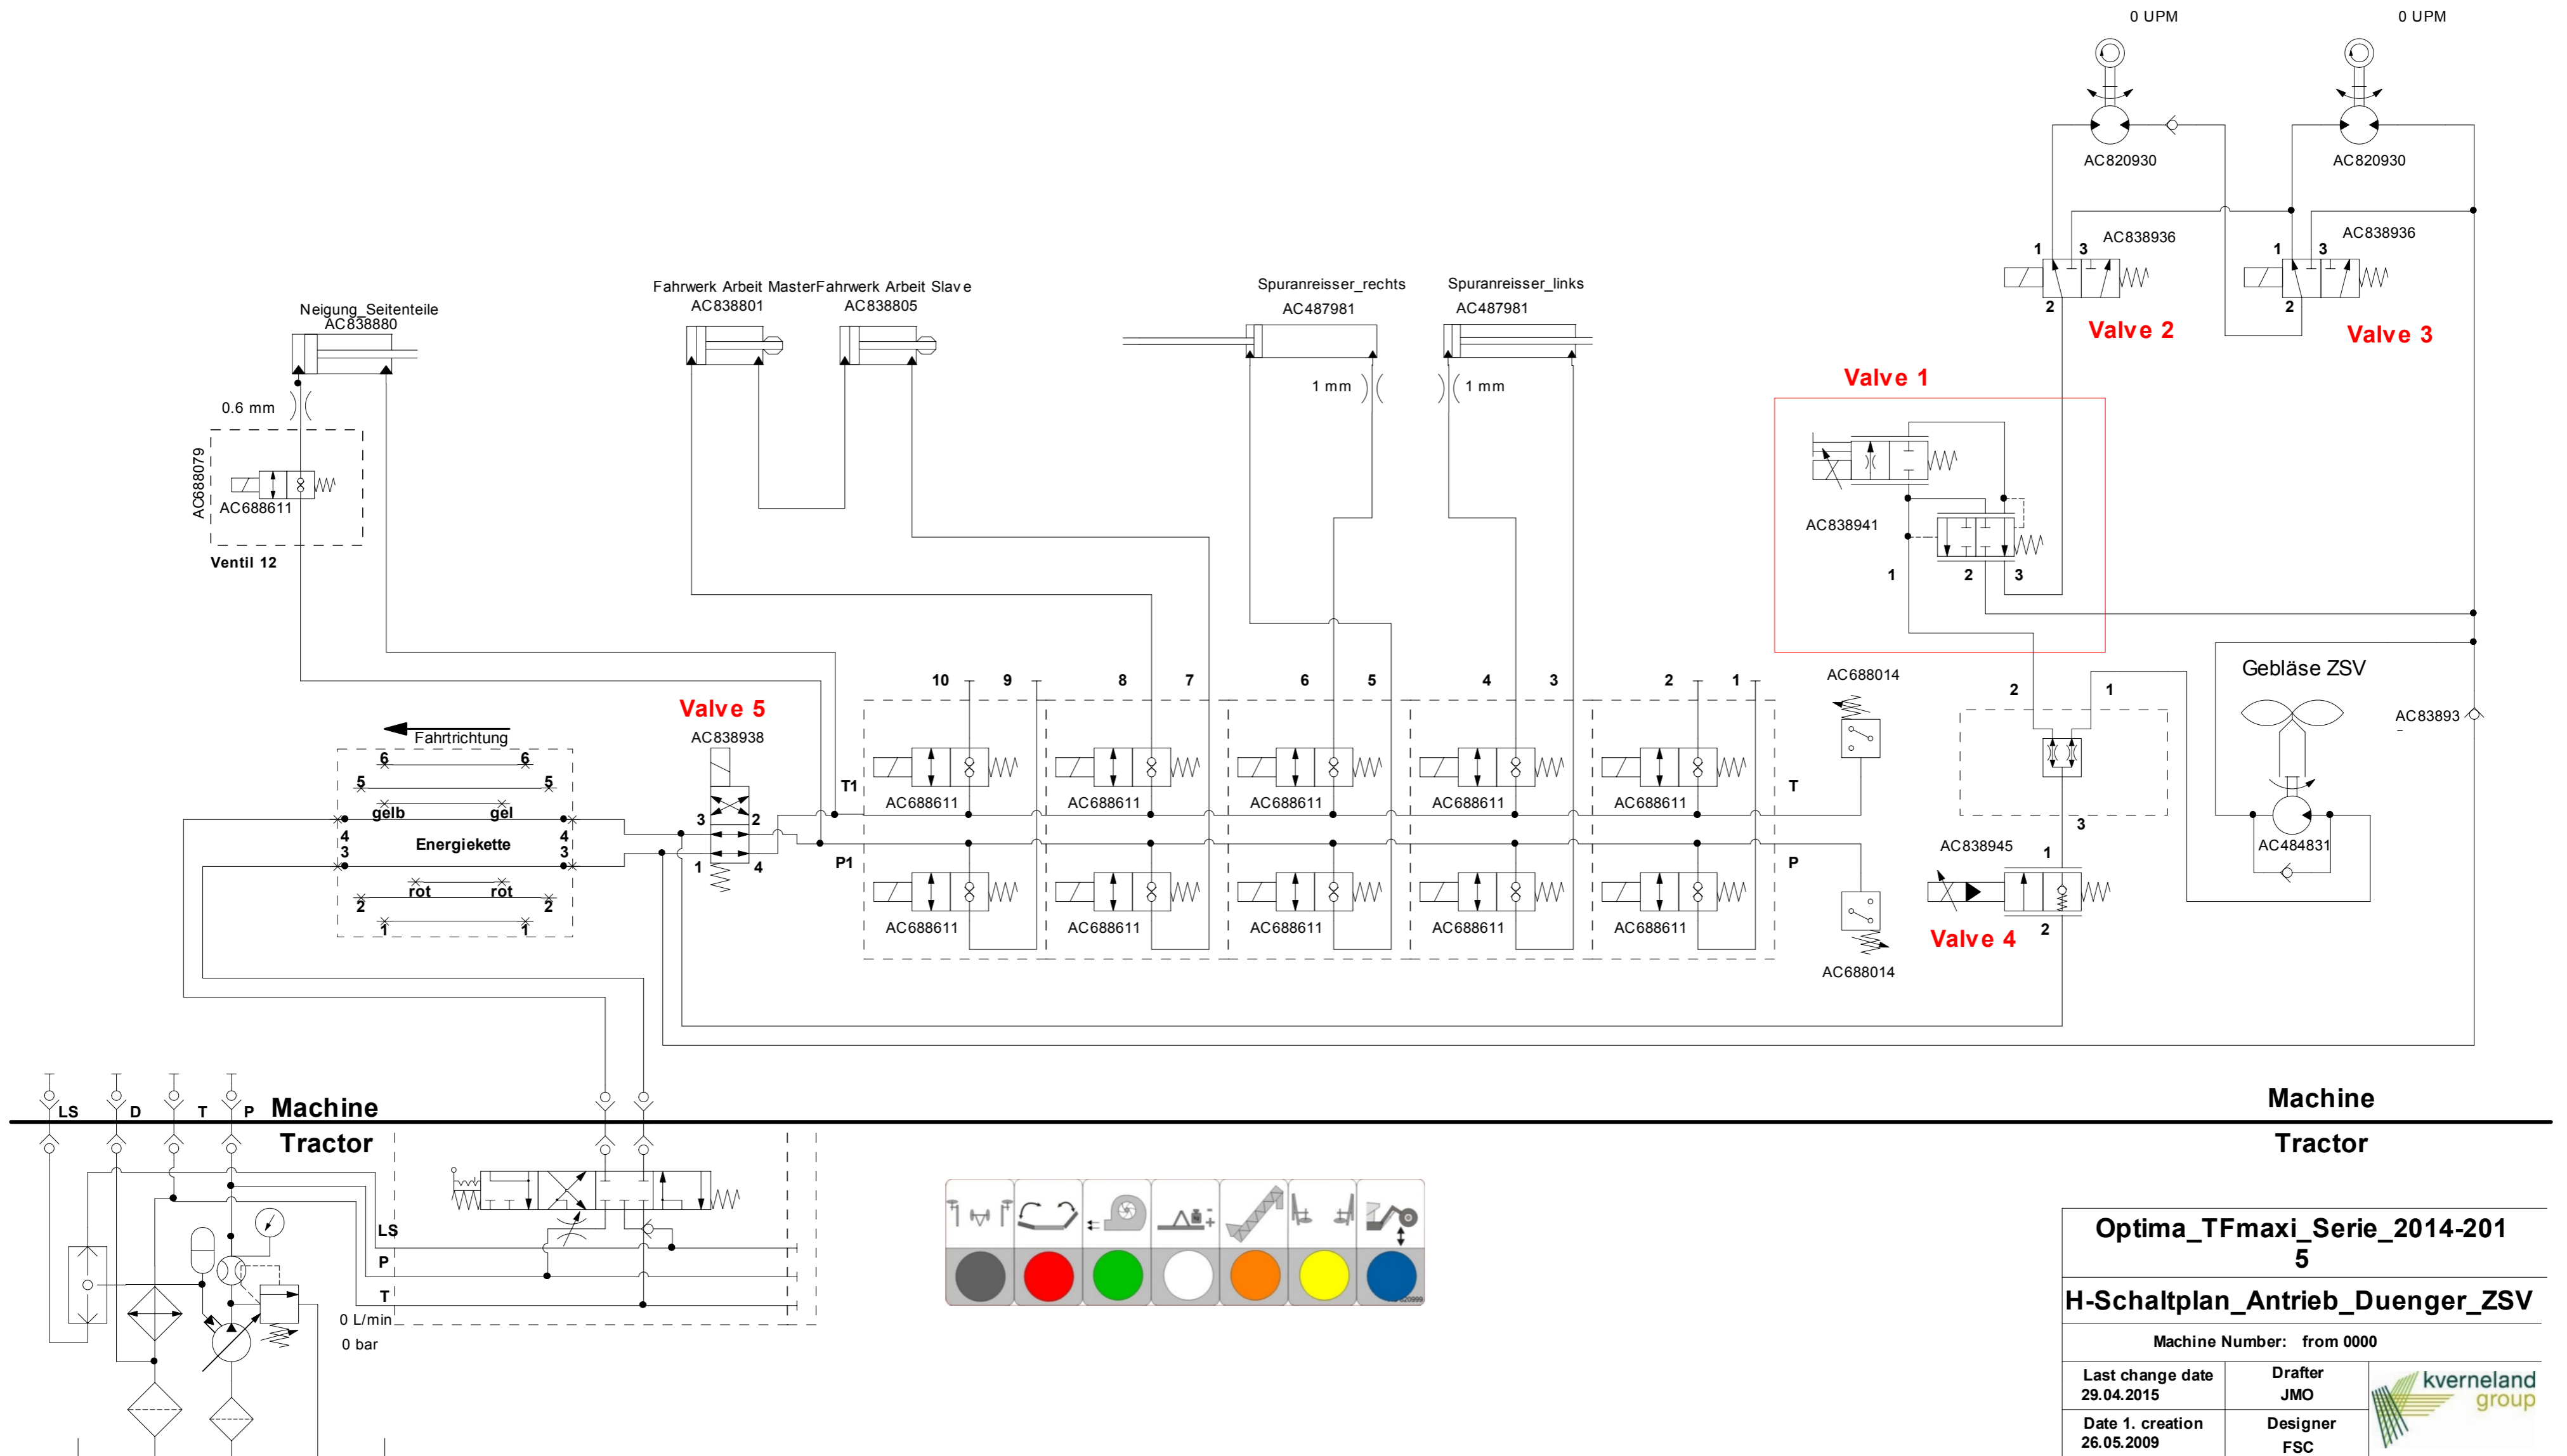 0 UPM
0 UPM
AC820930
AC820930
AC838936
AC838936
1
3
2
1
3
2
Valve 2
Valve 3
Neigung_Seitenteile
AC838880
Fahrwerk Arbeit Master
AC838801
Fahrwerk Arbeit Slave
AC838805
Spuranreisser_rechts
AC487981
Spuranreisser_links
AC487981
0.6 mm
1 mm
1 mm
AC688079
AC688611
Ventil 12
Valve 1
AC838941
1
2
3
10
9
8
7
6
5
4
3
2
1
AC688014
Valve 5
AC838938
3
2
1
4
T1
P1
AC688611
AC688611
AC688611
AC688611
AC688611
AC688611
AC688611
AC688611
AC688611
AC688611
T
P
AC688014
2
1
3
Gebläse ZSV
AC83893
-
AC484831
AC838945
1
2
Valve 4
Fahrtrichtung
6
6
5
5
gelb
gel
4
4
Energiekette
3
3
rot
rot
2
2
1
1
LS
D
T
P
Machine
Tractor
Machine
Tractor
LS
P
T
0 L/min
0 bar
Optima_TFmaxi_Serie_2014-201
5
H-Schaltplan_Antrieb_Duenger_ZSV
Machine Number: from 0000
Last change date
29.04.2015
Drafter
JMO
Date 1. creation
26.05.2009
Designer
FSC
kverneland
group